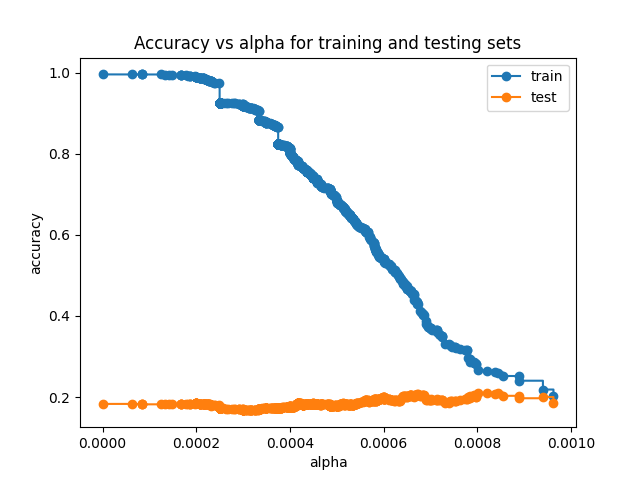 Accuracy vs alpha for training and testing sets
train
test
1.0
0.8
0.6
0.4
0.2
accuracy
0.0000 0.0002 0.0004 0.0006 0.0008 0.0010
alpha